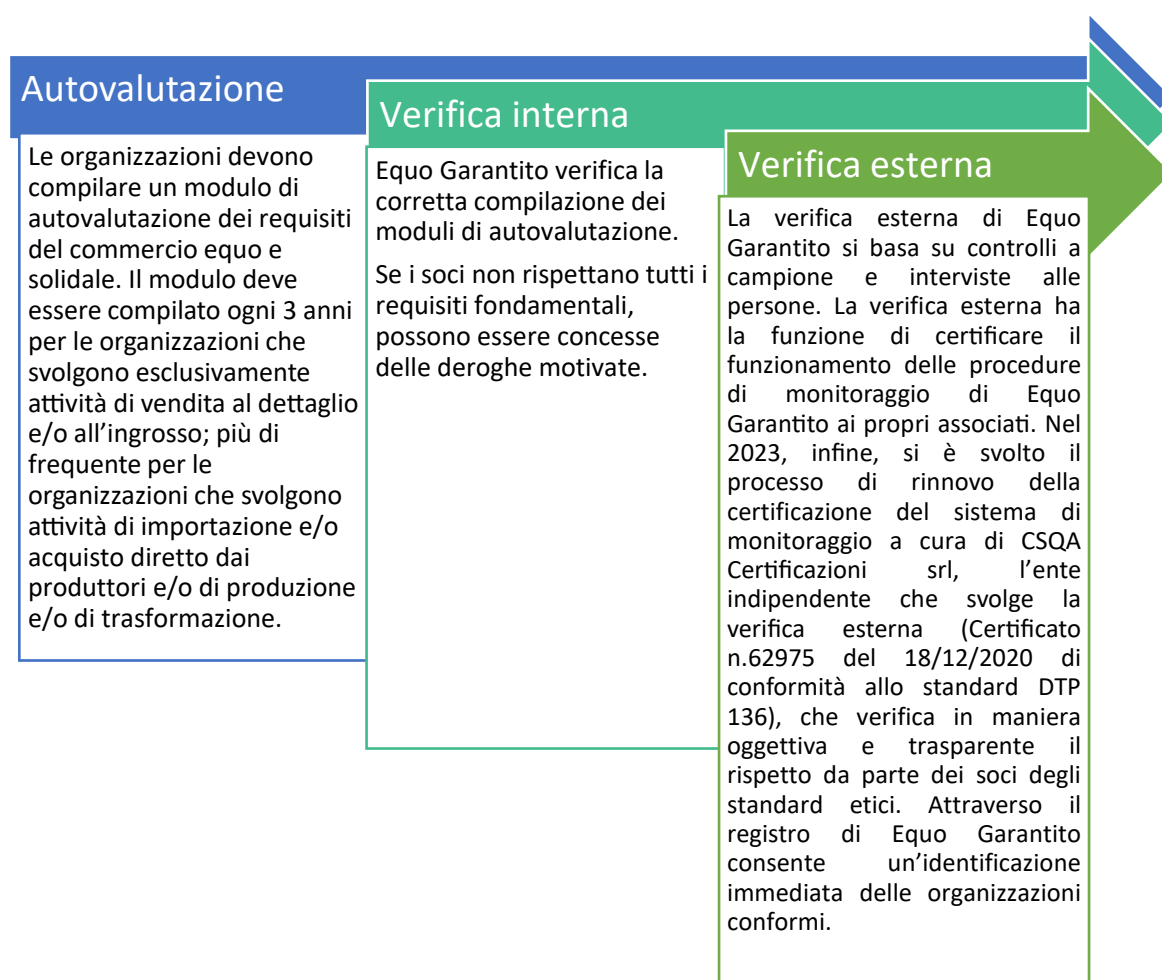 Autovalutazione
Le organizzazioni devono
compilare un modulo di
autovalutazione dei requisiti
del commercio equo e
solidale. Il modulo deve
essere compilato ogni 3 anni
per le organizzazioni che
svolgono esclusivamente
attività di vendita al dettaglio
e/o all’ingrosso; più di
frequente per le
organizzazioni che svolgono
attività di importazione e/o
acquisto diretto dai
produttori e/o di produzione
e/o di trasformazione.
Verifica interna
Equo Garantito verifica la
corretta compilazione dei
moduli di autovalutazione.
Se i soci non rispettano tutti i
requisiti fondamentali,
possono essere concesse
delle deroghe motivate.
Verifica esterna
La verifica esterna di Equo
Garantito si basa su controlli a
campione e interviste alle
persone. La verifica esterna ha
la funzione di certificare il
funzionamento delle procedure
di monitoraggio di Equo
Garantito ai propri associati. Nel
2023, infine, si è svolto il
processo di rinnovo della
certificazione del sistema di
monitoraggio a cura di CSQA
Certificazioni srl, l’ente
indipendente che svolge la
verifica esterna (Certificato
n.62975 del 18/12/2020 di
conformità allo standard DTP
136), che verifica in maniera
oggettiva e trasparente il
rispetto da parte dei soci degli
standard etici. Attraverso il
registro di Equo Garantito
consente un’identificazione
immediata delle organizzazioni
conformi.